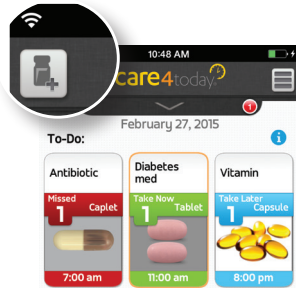 10:48 AM
care4today
1
February 27, 2015
To-Do:
i
Antibiotic
Missed
1 Caplet
7:00 am
Diabetes
med
Take Now
1 Tablet
11:00 am
Vitamin
Take Later
1 Capsule
8:00 pm